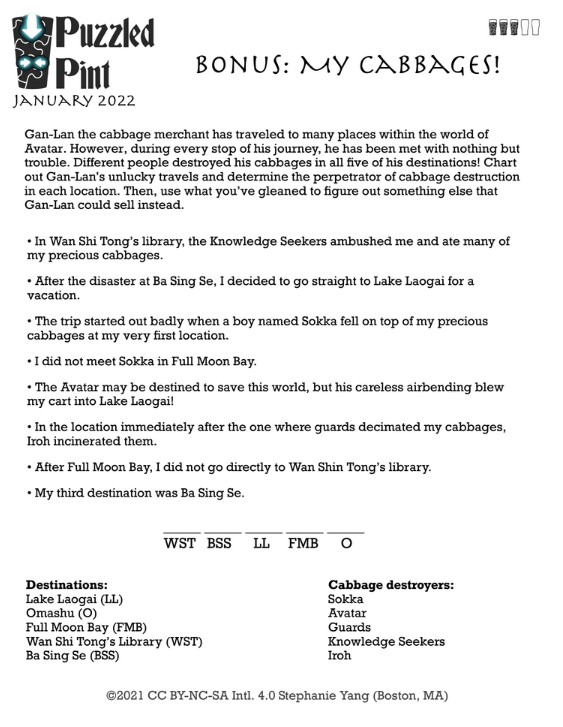 Puzzled
Pint
JANUARY 2022
BONUS: MY CABBAGES!
Gan-Lan the cabbage merchant has traveled to many places within the world of
Avatar. However, during every stop of his journey, he has been met with nothing but
trouble. Different people destroyed his cabbages in all five of his destinations! Chart
out Gan-Lan's unlucky travels and determine the perpetrator of cabbage destruction
in each location. Then, use what you've gleaned to figure out something else that
Gan-Lan could sell instead.
• In Wan Shi Tong's library, the Knowledge Seekers ambushed me and ate many of
my precious cabbages.
• After the disaster at Ba Sing Se, I decided to go straight to Lake Laogai for a
vacation.
• The trip started out badly when a boy named Sokka fell on top of my precious
cabbages at my very first location.
• I did not meet Sokka in Full Moon Bay.
• The Avatar may be destined to save this world, but his careless airbending blew
my cart into Lake Laogai!
• In the location immediately after the one where guards decimated my cabbages,
Iroh incinerated them.
• After Full Moon Bay, I did not go directly to Wan Shin Tong's library.
• My third destination was Ba Sing Se.
WST BSS LL FMB O
Destinations:
Lake Laogai (LL)
Omashu (O)
Full Moon Bay (FMB)
Wan Shi Tong's Library (WST)
Ba Sing Se (BSS)
Cabbage destroyers:
Sokka
Avatar
Guards
Knowledge Seekers
Iroh
©2021 CC BY-NC-SA Intl. 4.0 Stephanie Yang (Boston, MA)